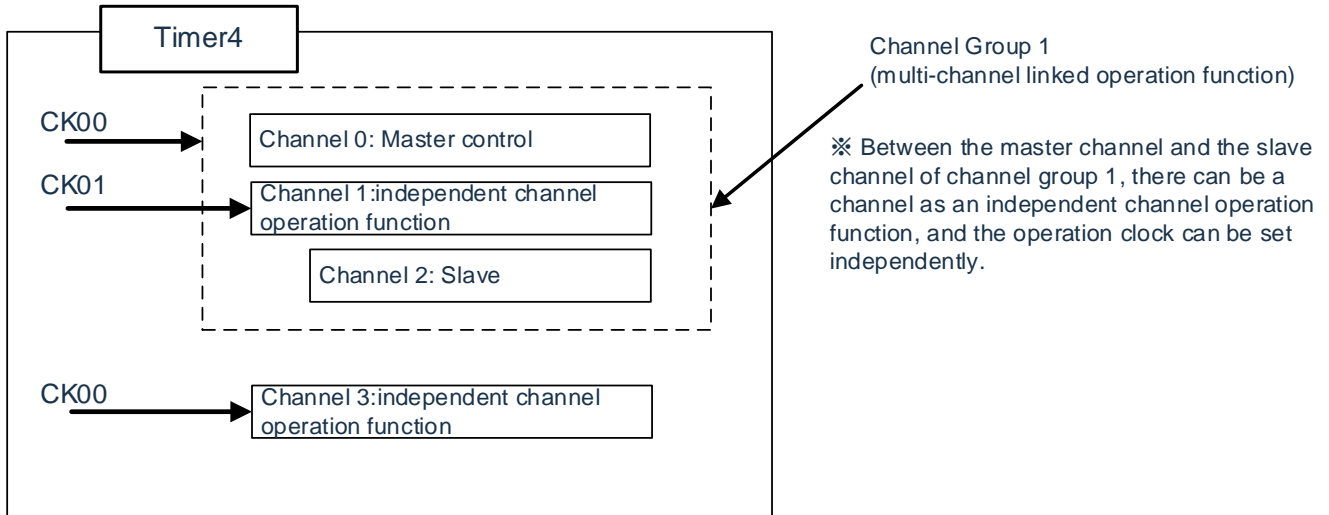 Timer4
Channel Group 1
(multi-channel linked operation function)
CK00
Channel 0: Master control
※ Between the master channel and the slave
channel of channel group 1, there can be a
channel as an independent channel operation
function, and the operation clock can be set
independently.
CK01
Channel 1:independent channel
operation function
Channel 2: Slave
CK00
Channel 3:independent channel
operation function